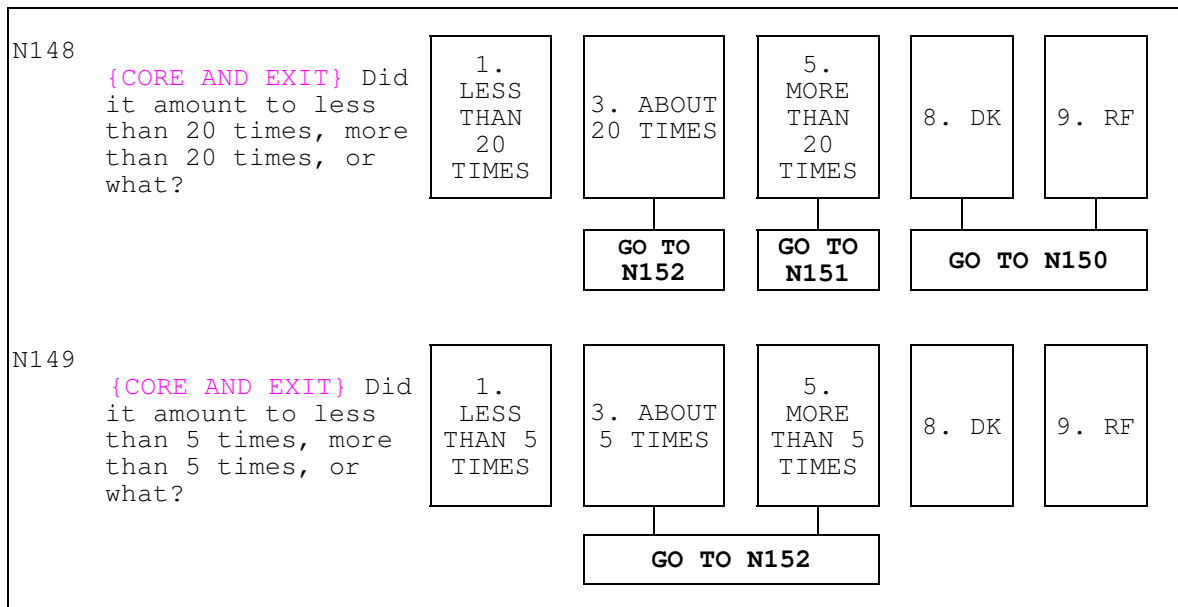 N148
{CORE AND EXIT} Did
it amount to less
than 20 times, more
than 20 times, or
what?
1.
LESS
THAN
20
TIMES
3. ABOUT
20 TIMES
5.
MORE
THAN
20
TIMES
8. DK
9. RF
GO TO
N152
GO TO
N151
GO TO N150
N149
{CORE AND EXIT} Did
it amount to less
than 5 times, more
than 5 times, or
what?
1.
LESS
THAN 5
TIMES
3. ABOUT
5 TIMES
5.
MORE
THAN 5
TIMES
8. DK
9. RF
GO TO N152